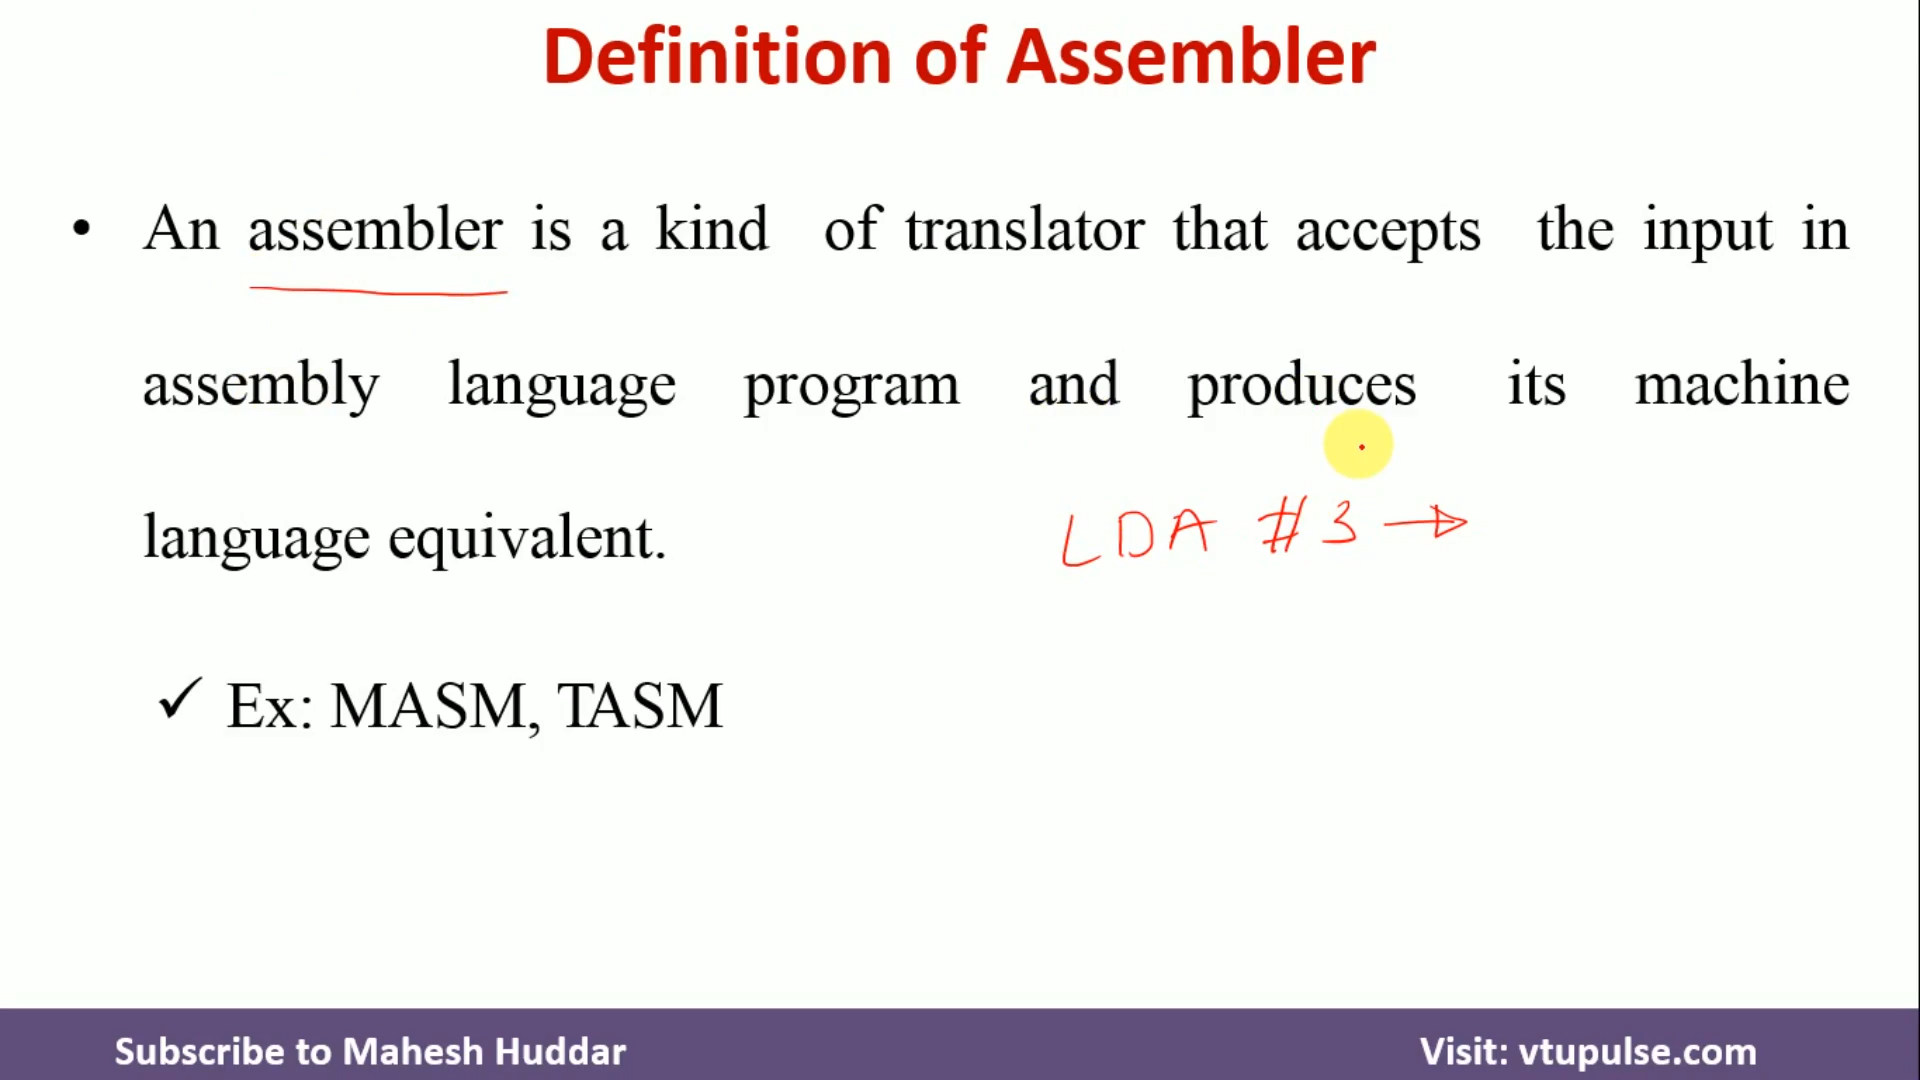 Definition of Assembler
• An assembler is a kind of translator that accepts the input in
assembly language program and produces its machine
language equivalent.
LDA #3 →
✓ Ex: MASM, TASM
Subscribe to Mahesh Huddar
Visit: vtupulse.com